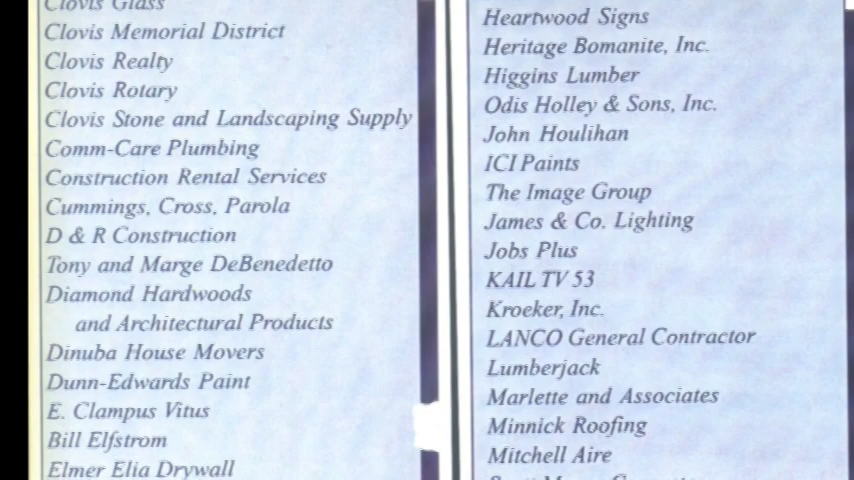 Clovis Glass
Clovis Memorial District
Clovis Realty
Clovis Rotary
Clovis Stone and Landscaping Supply
Comm-Care Plumbing
Construction Rental Services
Cummings, Cross, Parola
D & R Construction
Tony and Marge DeBenedetto
Diamond Hardwoods
and Architectural Products
Dinuba House Movers
Dunn-Edwards Paint
E. Clampus Vitus
Bill Elfstrom
Elmer Elia Drywall
Heartwood Signs
Heritage Bomanite, Inc.
Higgins Lumber
Odis Holley & Sons, Inc.
John Houlihan
ICI Paints
The Image Group
James & Co. Lighting
Jobs Plus
KAIL TV 53
Kroeker, Inc.
LANCO General Contractor
Lumberjack
Marlette and Associates
Minnick Roofing
Mitchell Aire